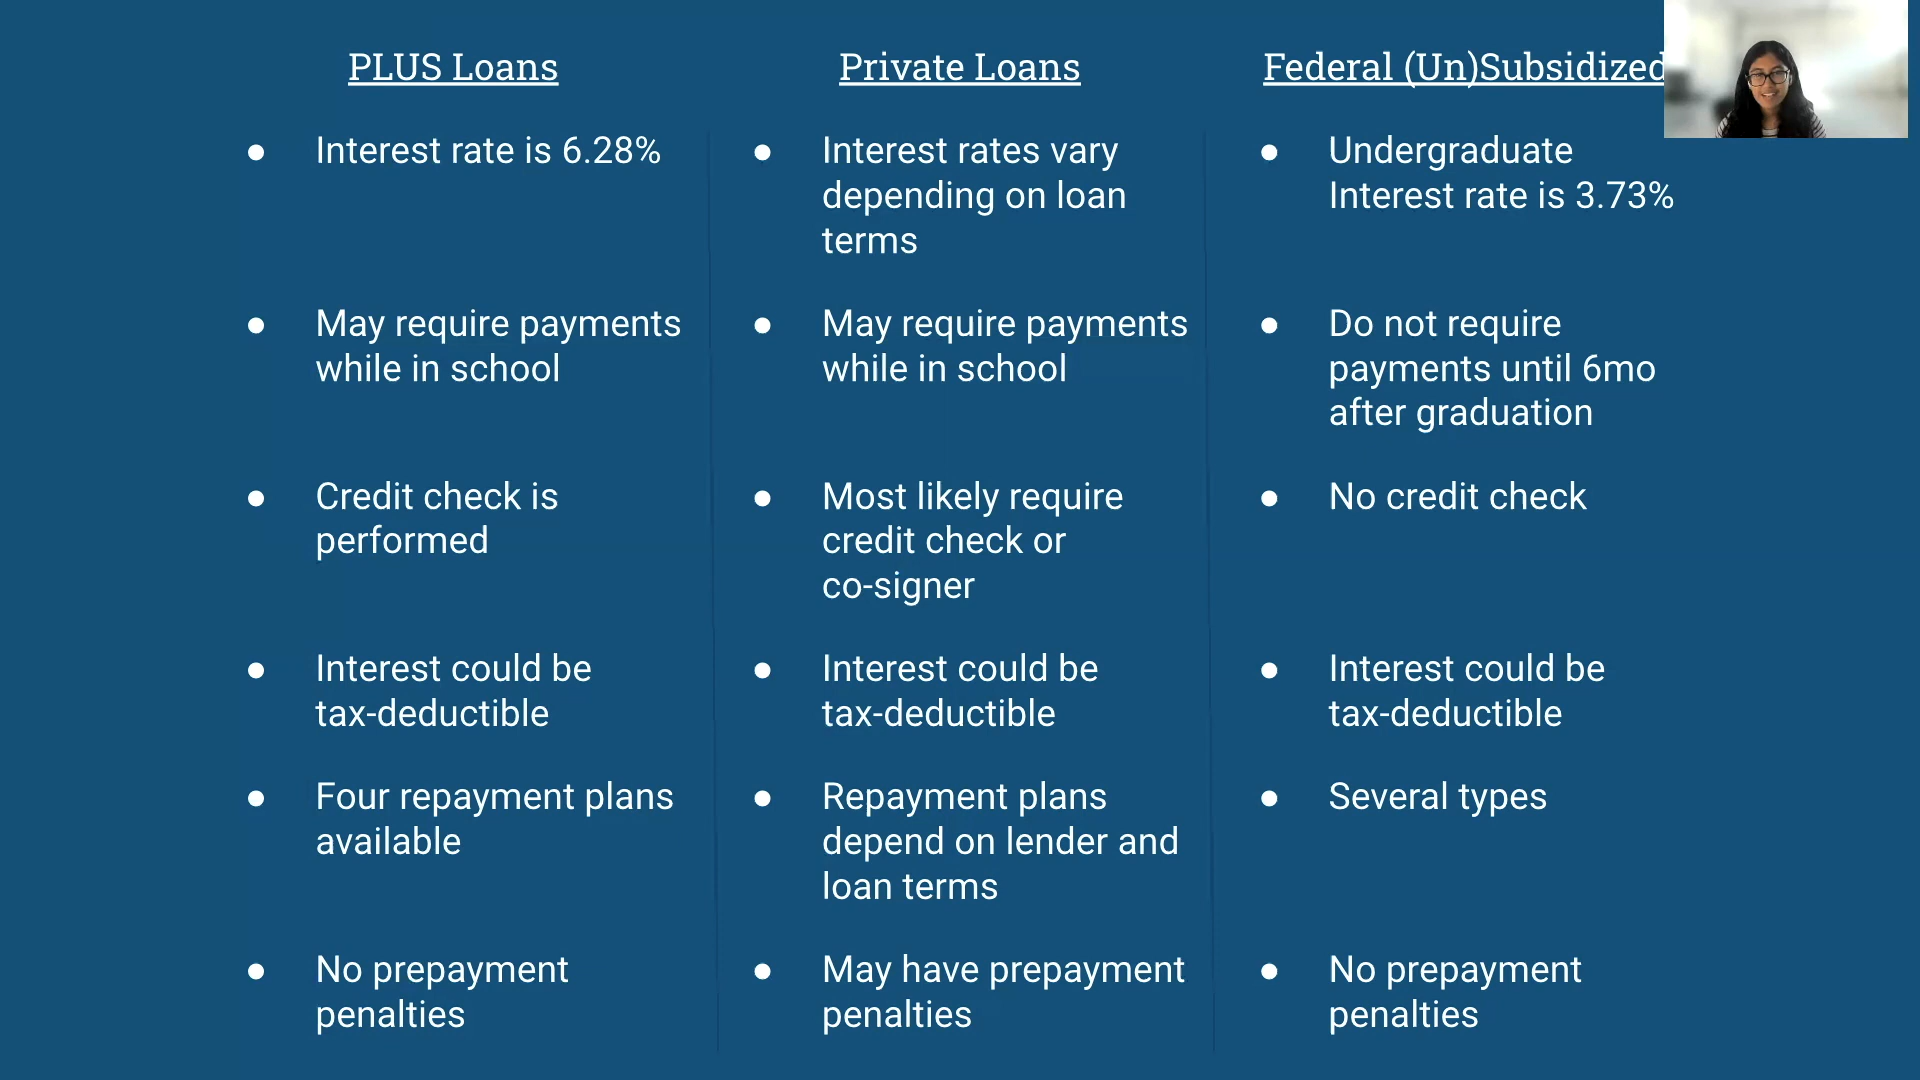 PLUS Loans
Interest rate is 6.28%
May require payments
while in school
Credit check is
performed
Interest could be
tax-deductible
Four repayment plans
available
No prepayment
penalties
Private Loans
Interest rates vary
depending on loan
terms
May require payments
while in school
Most likely require
credit check or
co-signer
Interest could be
tax-deductible
Repayment plans
depend on lender and
loan terms
May have prepayment
penalties
Federal (Un)Subsidized
Undergraduate
Interest rate is 3.73%
Do not require
payments until 6mo
after graduation
No credit check
Interest could be
tax-deductible
Several types
No prepayment
penalties